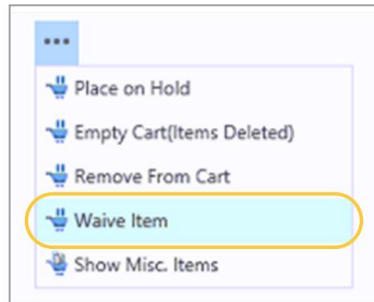 •••
Place on Hold
Empty Cart(Items Deleted)
Remove From Cart
Waive Item
Show Misc. Items